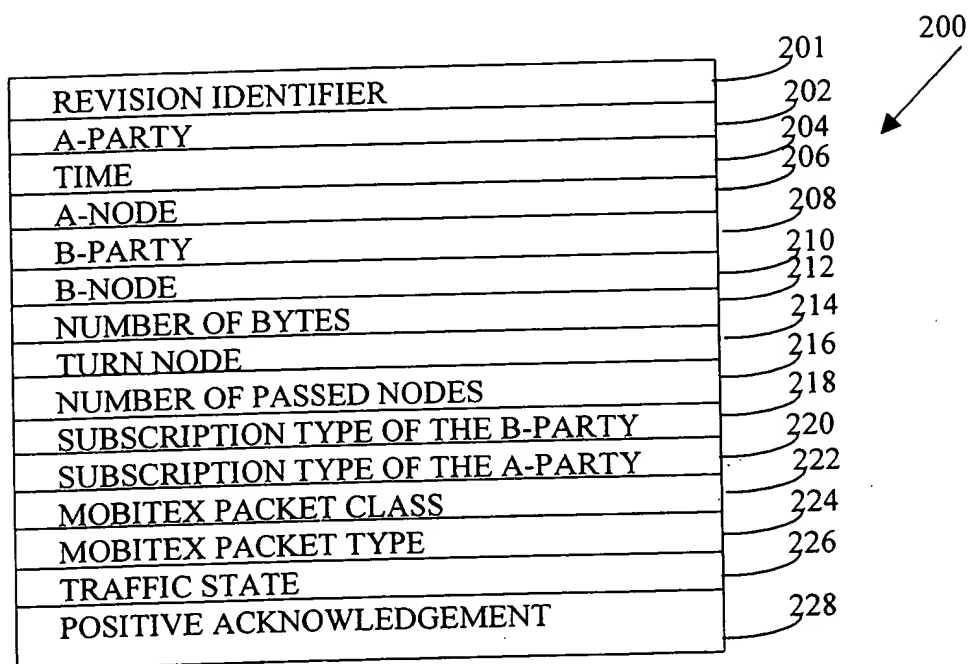 200
201
REVISION IDENTIFIER
202
A-PARTY
204
TIME
206
A-NODE
208
B-PARTY
210
B-NODE
212
NUMBER OF BYTES
214
TURN NODE
216
NUMBER OF PASSED NODES
218
SUBSCRIPTION TYPE OF THE B-PARTY
220
SUBSCRIPTION TYPE OF THE A-PARTY
222
MOBITEX PACKET CLASS
224
MOBITEX PACKET TYPE
226
TRAFFIC STATE
228
POSITIVE ACKNOWLEDGEMENT